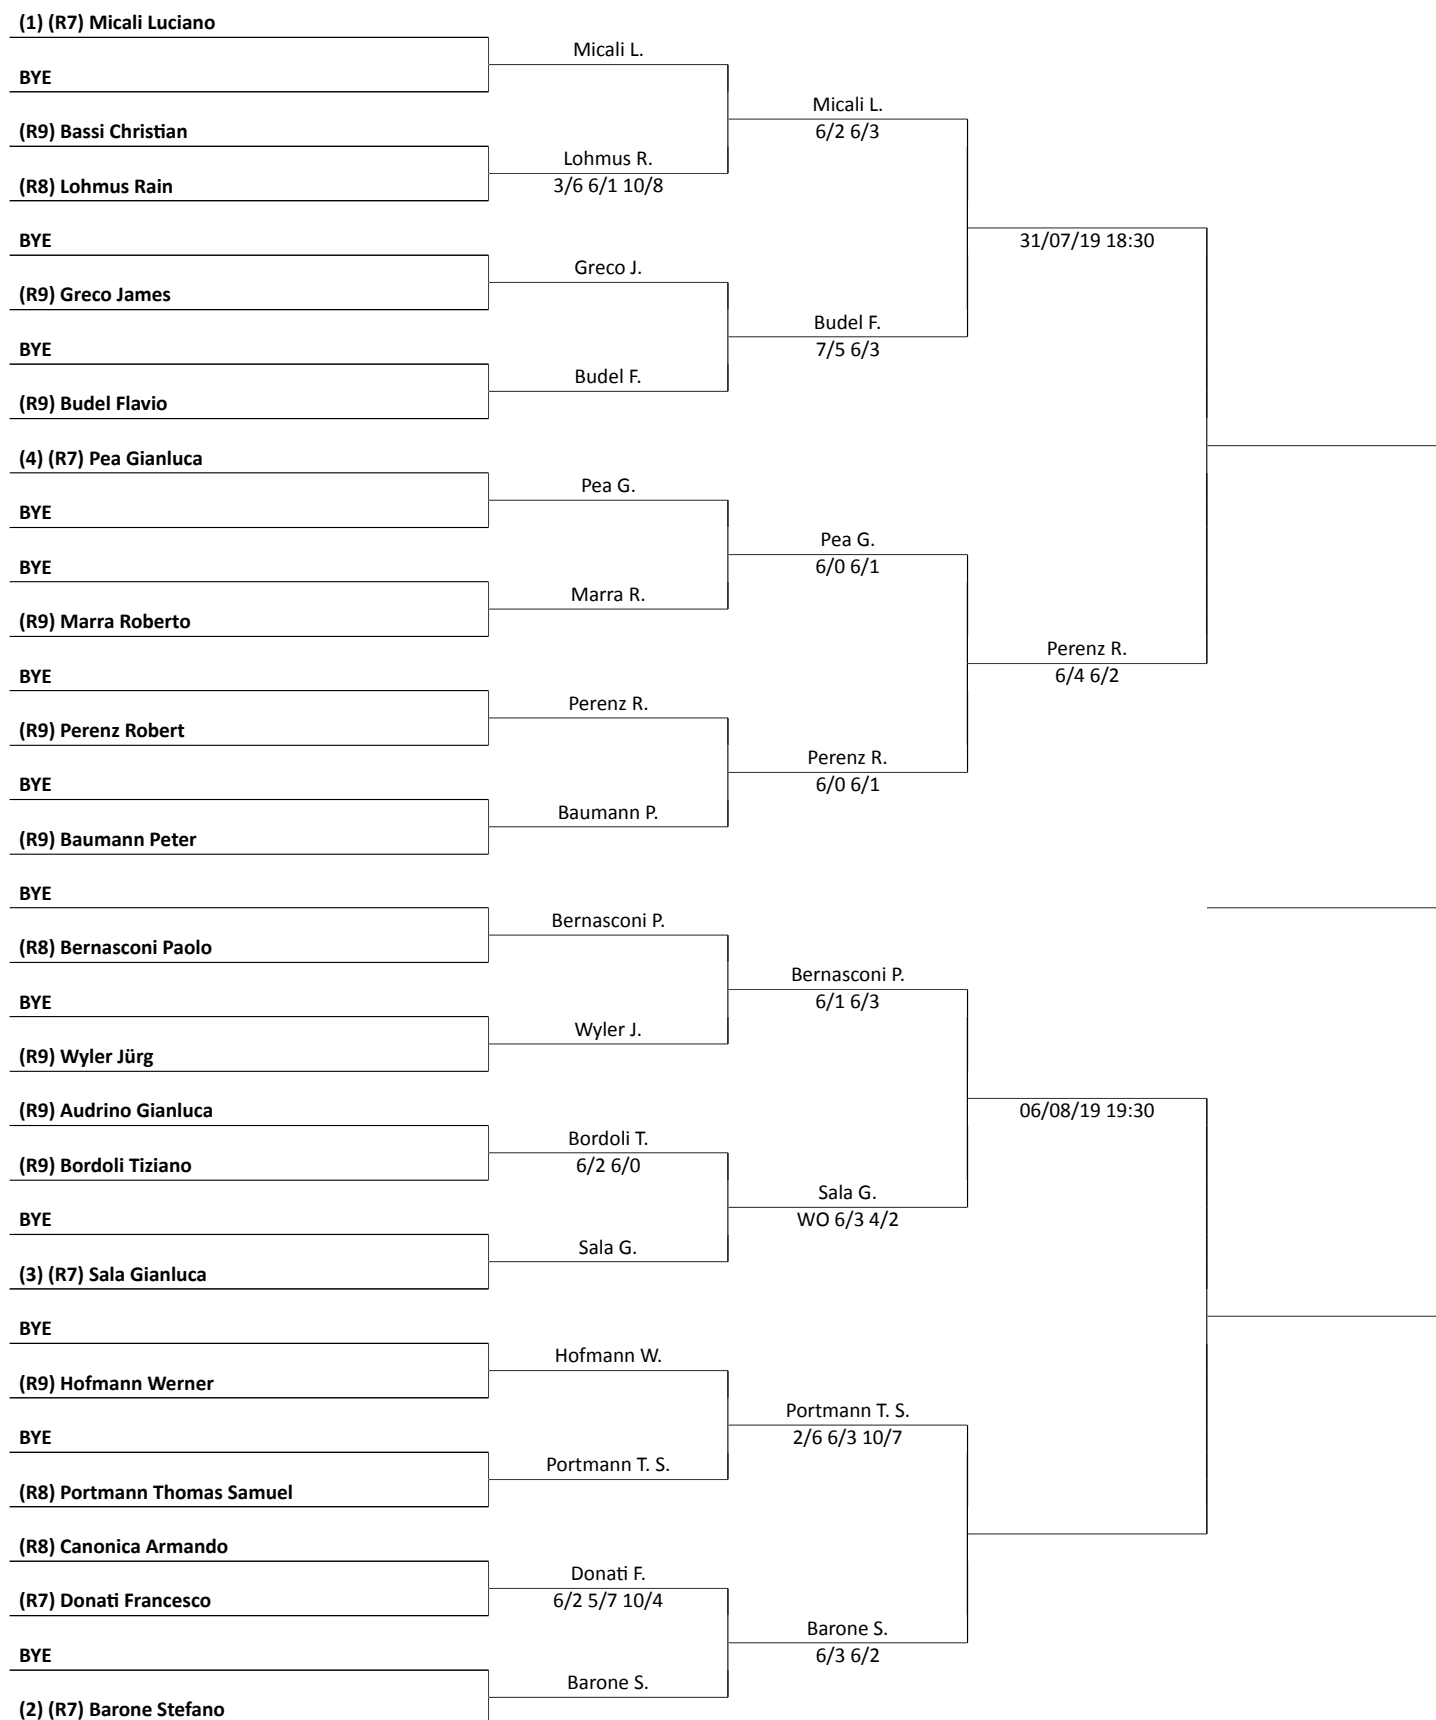 (1) (R7) Micali Luciano
Micali L.
BYE
Micali L.
6/2 6/3
(R9) Bassi Christian
Lohmus R.
3/6 6/1 10/8
(R8) Lohmus Rain
31/07/19 18:30
BYE
Greco J.
(R9) Greco James
Budel F.
7/5 6/3
BYE
Budel F.
(R9) Budel Flavio
(4) (R7) Pea Gianluca
Pea G.
BYE
Pea G.
6/0 6/1
BYE
Marra R.
(R9) Marra Roberto
Perenz R.
6/4 6/2
BYE
Perenz R.
(R9) Perenz Robert
Perenz R.
6/0 6/1
BYE
Baumann P.
(R9) Baumann Peter
BYE
Bernasconi P.
(R8) Bernasconi Paolo
Bernasconi P.
6/1 6/3
BYE
Wyler J.
(R9) Wyler Jürg
(R9) Audrino Gianluca
06/08/19 19:30
Bordoli T.
6/2 6/0
(R9) Bordoli Tiziano
Sala G.
WO 6/3 4/2
BYE
Sala G.
(3) (R7) Sala Gianluca
BYE
Hofmann W.
(R9) Hofmann Werner
Portmann T. S.
2/6 6/3 10/7
BYE
Portmann T. S.
(R8) Portmann Thomas Samuel
(R8) Canonica Armando
Donati F.
6/2 5/7 10/4
(R7) Donati Francesco
Barone S.
6/3 6/2
BYE
Barone S.
(2) (R7) Barone Stefano